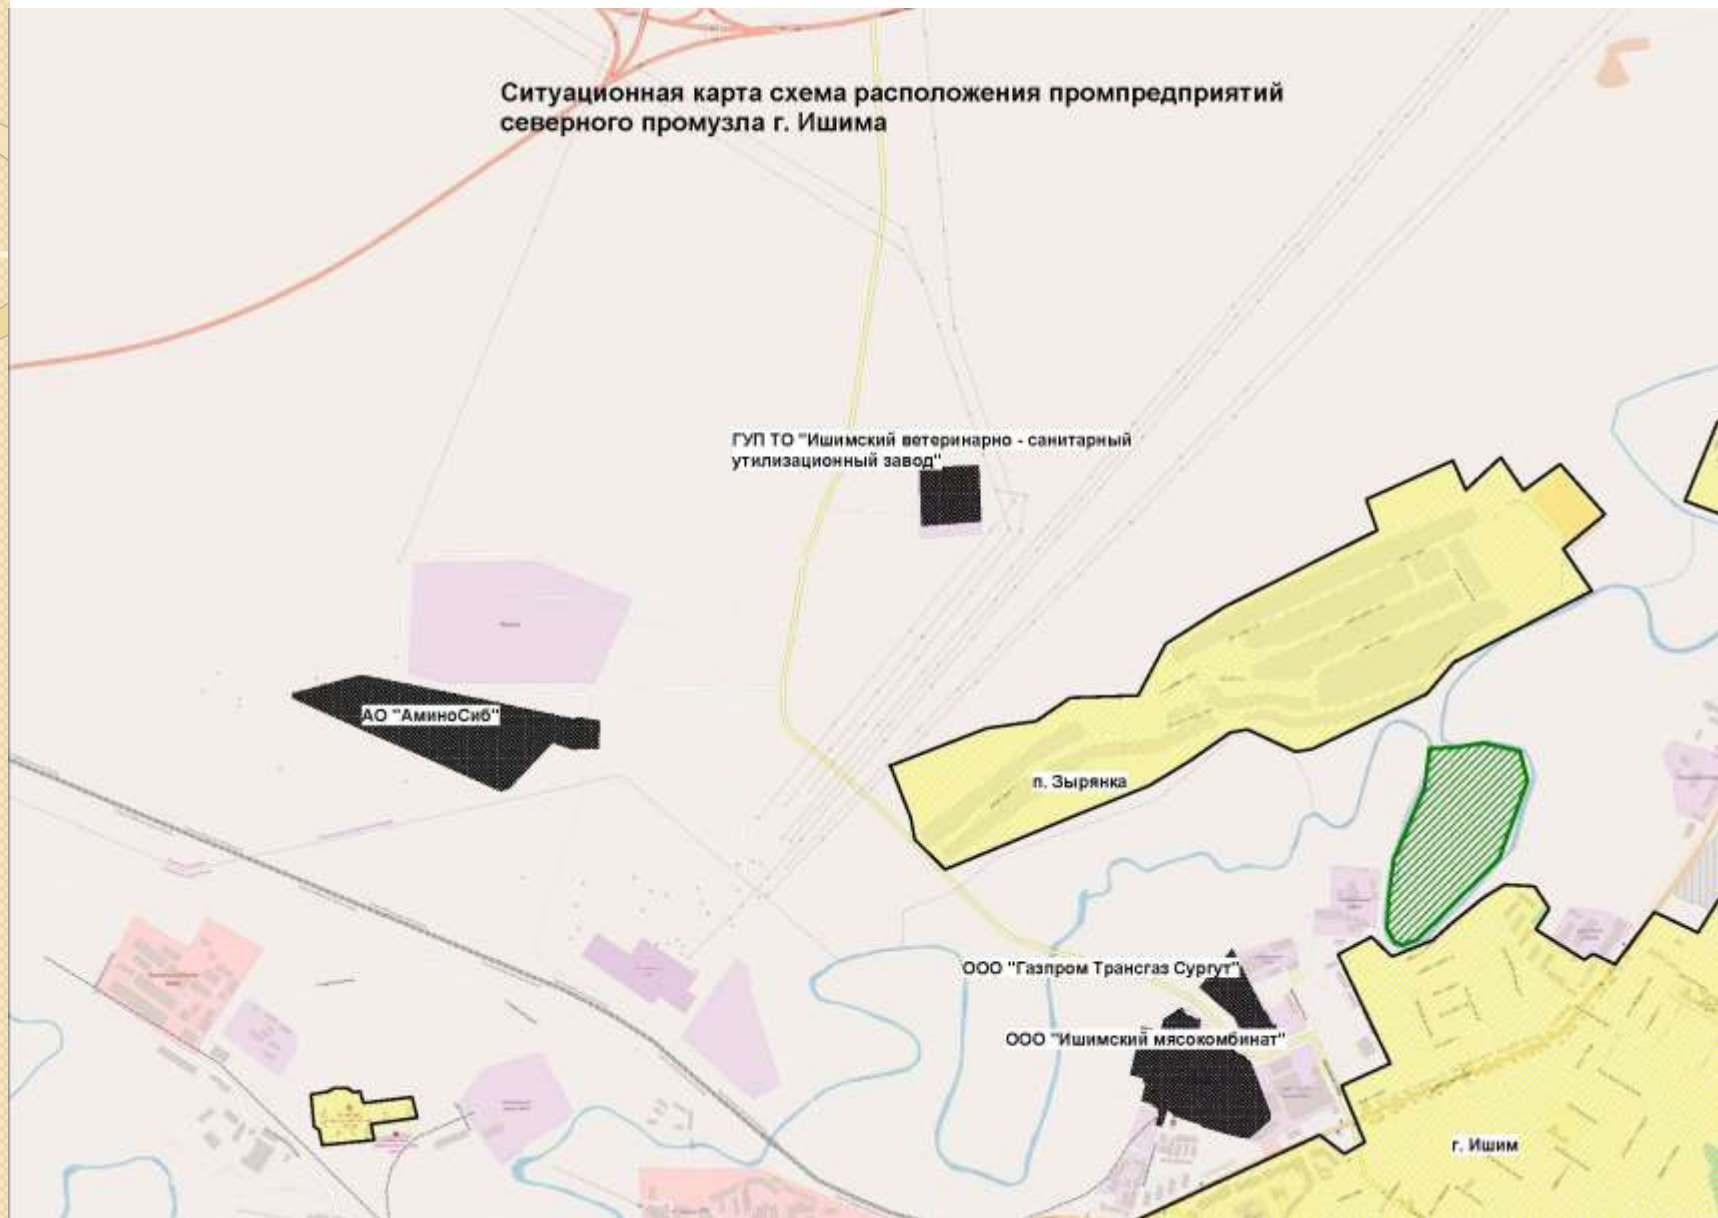 Ситуационная карта схема расположения промпредприятий
северного промузла г. Ишима
ГУП ТО "Ишимский ветеринарно - санитарный
утилизационный завод"
АО "АминоСиб"
п. Зырянка
ООО "Газпром Трансгаз Сургут"
ООО "Ишимский мясокомбинат"
г. Ишим